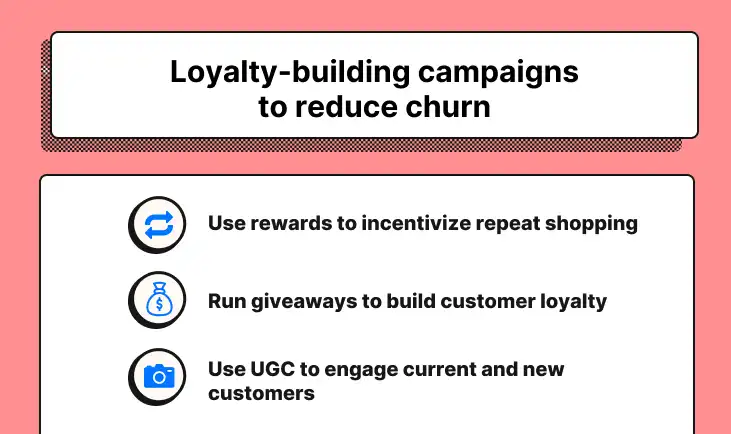 Loyalty-building campaigns
to reduce churn
Use rewards to incentivize repeat shopping
$
Run giveaways to build customer loyalty
Use UGC to engage current and new
customers